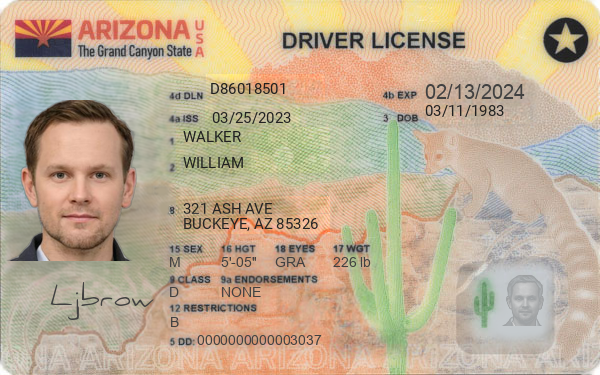 ARIZONA USA
The Grand Canyon State
DRIVER LICENSE
4d DLN D86018501
4b EXP 02/13/2024
4a ISS 03/25/2023
3 DOB 03/11/1983
1 WALKER
2 WILLIAM
8 321 ASH AVE
BUCKEYE, AZ 85326
15 SEX 16 HGT 18 EYES 17 WGT
M 5'-05" GRA 226 lb
9 CLASS 9a ENDORSEMENTS
D NONE
Ljbrow
12 RESTRICTIONS
B
5 DD: 0000000000003037
ARIZONA ARIZONA ARIZONA ARIZONA